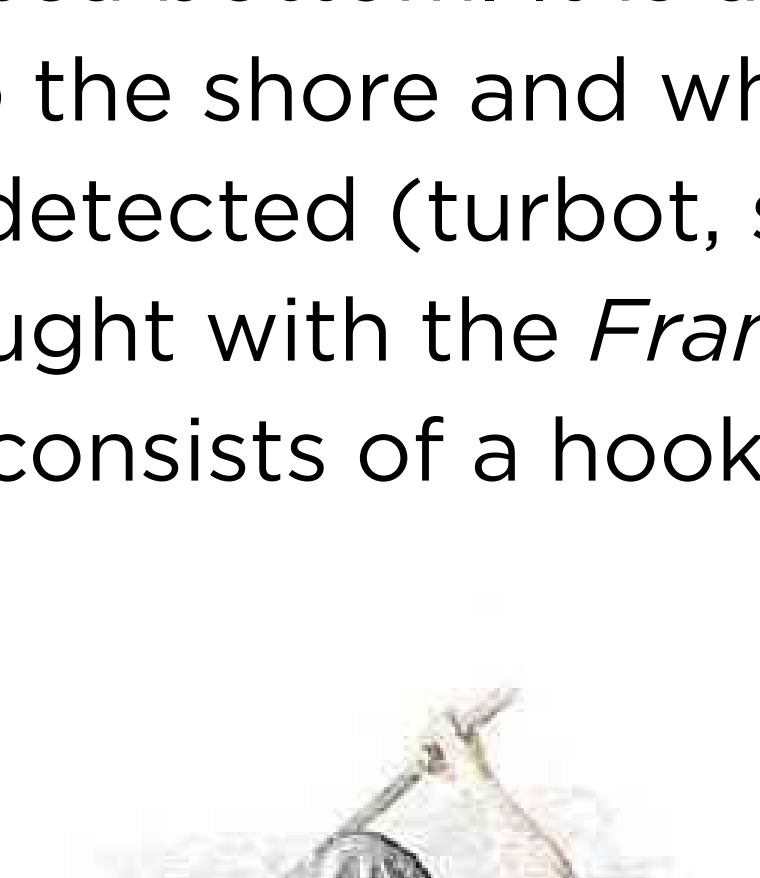 the shore and wh
detected (turbot, s
ught with the Fran
consists of a hook